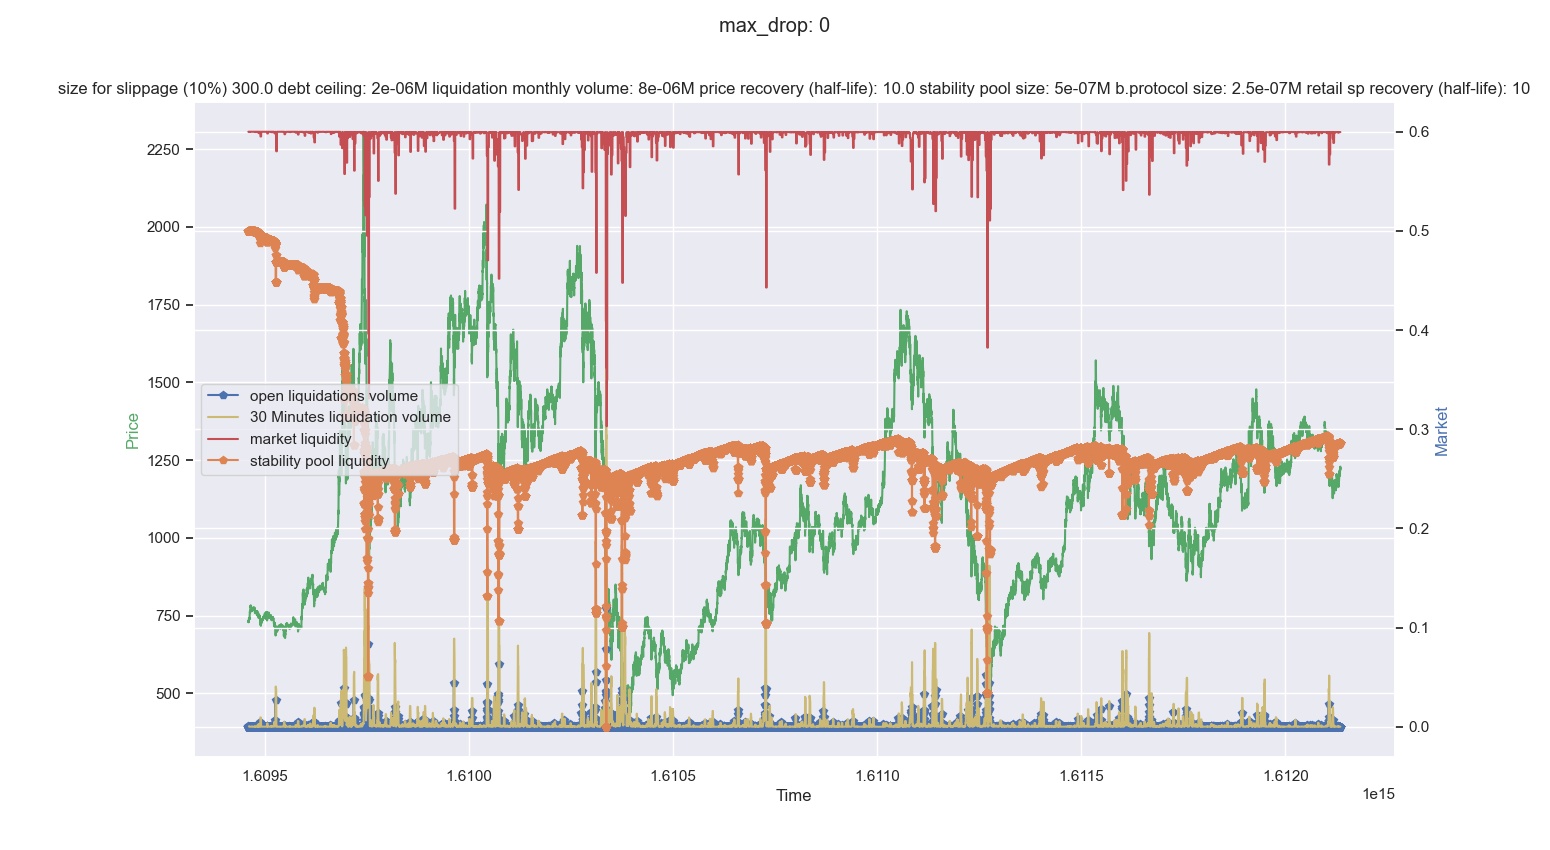 max_drop: 0
size for slippage (10%) 300.0 debt ceiling: 2e-06M liquidation monthly volume: 8e-06M price recovery (half-life): 10.0 stability pool size: 5e-07M b.protocol size: 2.5e-07M retail sp recovery (half-life): 10
2250
2000
1750
1500
1250
1000
750
500
Price
open liquidations volume
30 Minutes liquidation volume
market liquidity
stability pool liquidity
0.6
0.5
0.4
0.3
0.2
0.1
0.0
Market
1.6095 1.6100 1.6105 1.6110 1.6115 1.6120
Time
1e15